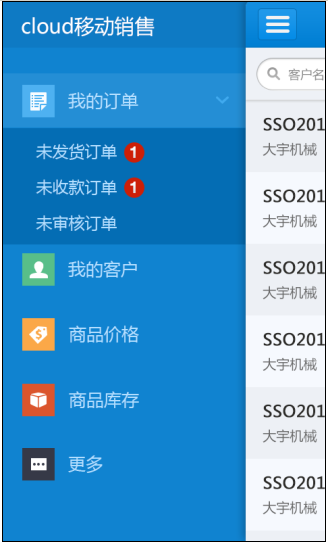 cloud移动销售
我的订单
未发货订单 1
未收款订单 1
未审核订单
我的客户
商品价格
商品库存
更多
客户名
SSO201
大宇机械
SSO201
大宇机械
SSO201
大宇机械
SSO201
大宇机械
SSO201
大宇机械
SSO201
大宇机械